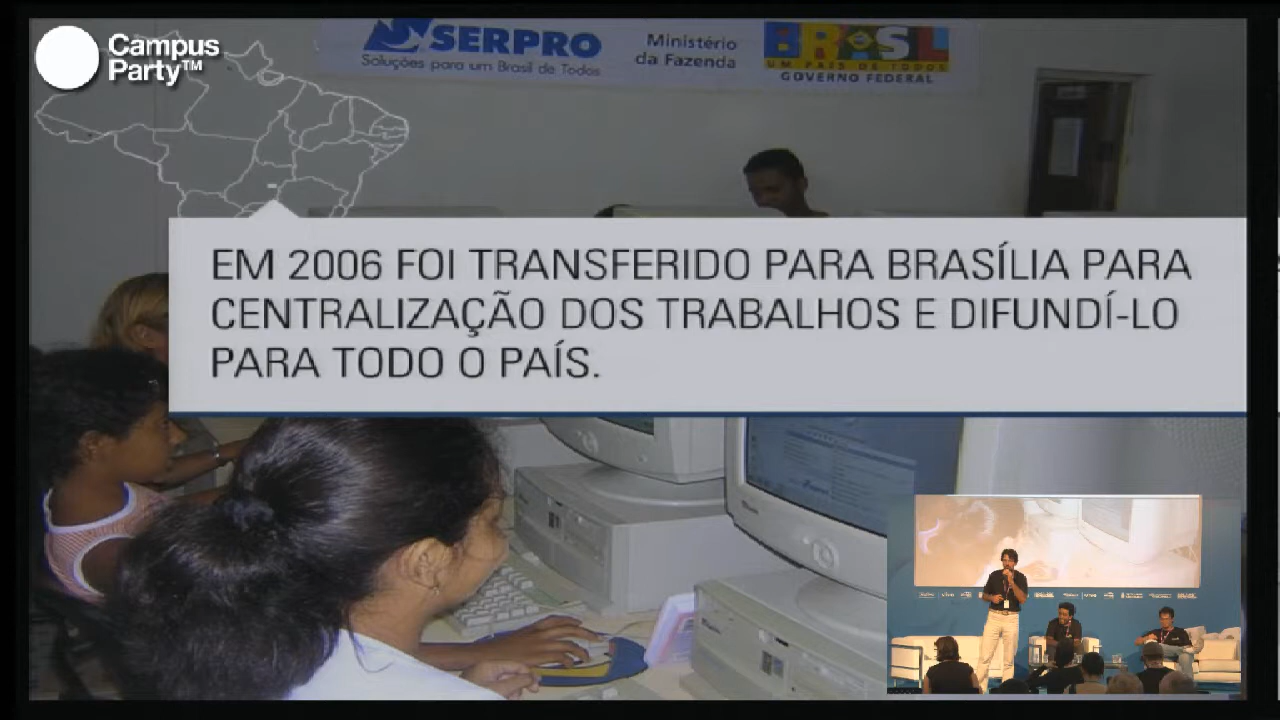 Campus
Party™
SERPRO
Soluções para um Brasil de Todos
Ministério
da Fazenda
BRASIL
UM PAÍS DE TODOS
GOVERNO FEDERAL
EM 2006 FOI TRANSFERIDO PARA BRASÍLIA PARA
CENTRALIZAÇÃO DOS TRABALHOS E DIFUNDÍ-LO
PARA TODO O PAÍS.